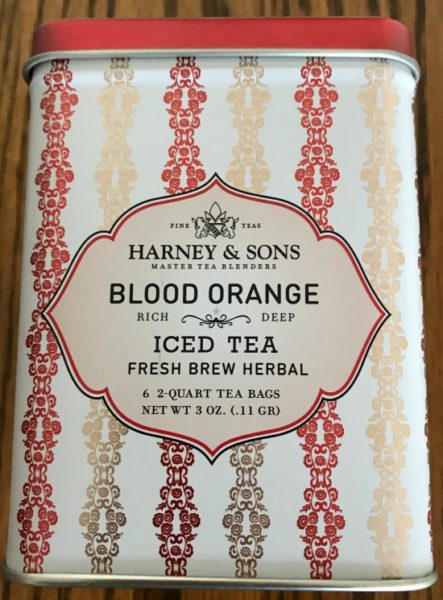 FINE TEAS
HARNEY & SONS
MASTER TEA BLENDERS
BLOOD ORANGE
RICH DEEP
ICED TEA
FRESH BREW HERBAL
6 2-QUART TEA BAGS
NET WT 3 OZ. (.11 GR)